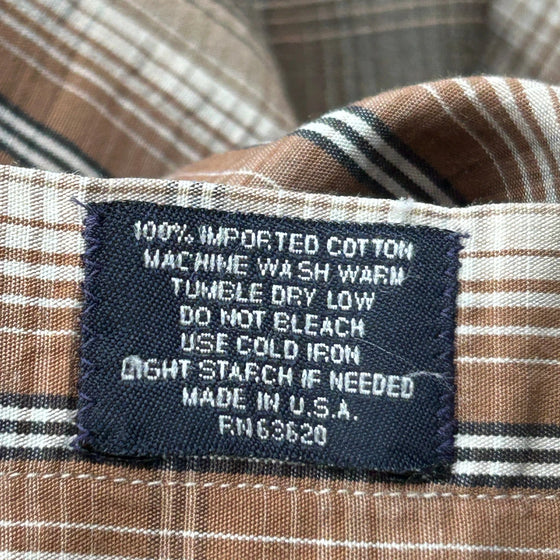 100% IMPORTED COTTON
MACHINE WASH WARM
TUMBLE DRY LOW
DO NOT BLEACH
USE COLD IRON
LIGHT STARCH IF NEEDED
MADE IN U.S.A.
RN63620